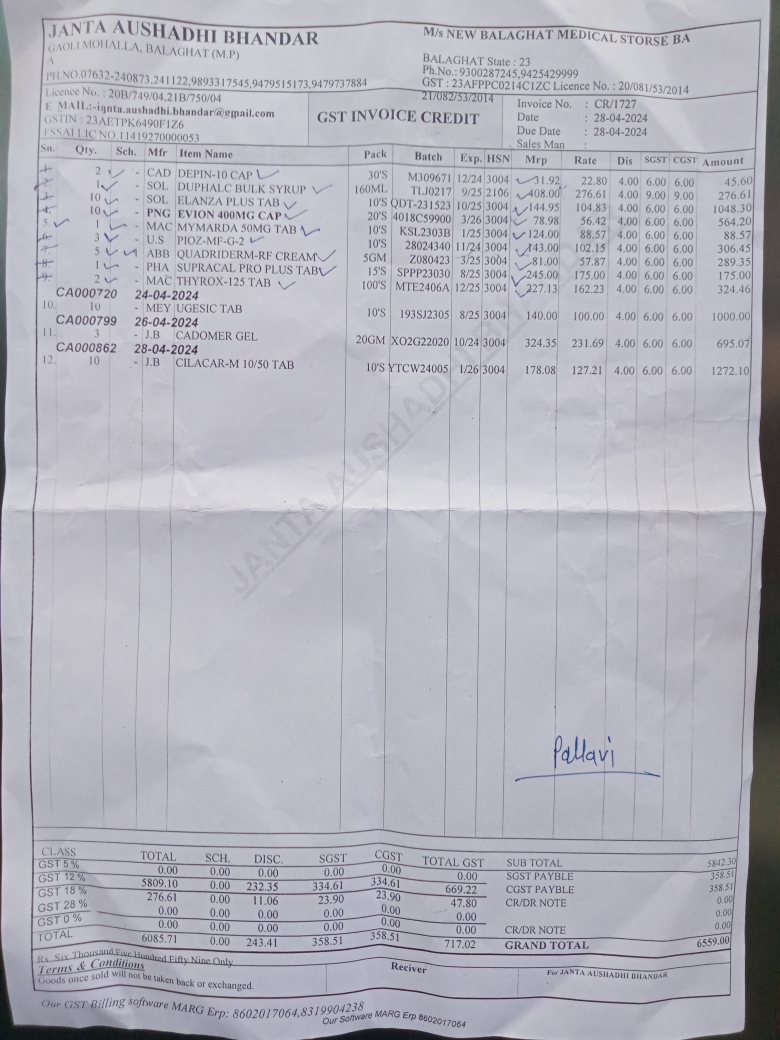 JANTA AUSHADHI BHANDAR
GAOLI MOHALLA, BALAGHAT (M.P)
A
PH.NO.07632-240873,241122,9893317545,9479515173,9479737884
Licence No. : 20B/749/04,21B/750/04
E MAIL:-janta.aushadhi.bhandar@gmail.com
GSTIN : 23AETPK6490F1Z6
FSSAI LIC NO.11419270000053
M/s NEW BALAGHAT MEDICAL STORSE BA
BALAGHAT State : 23
Ph.No.: 9300287245,9425429999
GST : 23AFPPC0214C1ZC Licence No. : 20/081/53/2014
21/082/53/2014
GST INVOICE CREDIT
Invoice No. : CR/1727
Date : 28-04-2024
Due Date : 28-04-2024
Sales Man :
Sn. Qty. Sch. Mfr Item Name Pack Batch Exp. HSN Mrp Rate Dis SGST CGST Amount
1. 2 - CAD DEPIN-10 CAP 30'S M309671 12/24 3004 31.92 22.80 4.00 6.00 6.00 45.60
2. 1 - SOL DUPHALC BULK SYRUP 160ML TLJ0217 9/25 2106 408.00 276.61 4.00 9.00 9.00 276.61
3. 10 - SOL ELANZA PLUS TAB 10'S QDT-231523 10/25 3004 144.95 104.83 4.00 6.00 6.00 1048.30
4. 10 - PNG EVION 400MG CAP 20'S 4018C59900 3/26 3004 78.98 56.42 4.00 6.00 6.00 564.20
5. 1 - MAC MYMARDA 50MG TAB 10'S KSL2303B 1/25 3004 124.00 88.57 4.00 6.00 6.00 88.57
6. 3 - U.S PIOZ-MF-G-2 10'S 28024340 11/24 3004 143.00 102.15 4.00 6.00 6.00 306.45
7. 5 - ABB QUADRIDERM-RF CREAM 5GM Z080423 3/25 3004 81.00 57.87 4.00 6.00 6.00 289.35
8. 1 - PHA SUPRACAL PRO PLUS TAB 15'S SPPP23030 8/25 3004 245.00 175.00 4.00 6.00 6.00 175.00
9. 2 - MAC THYROX-125 TAB 100'S MTE2406A 12/25 3004 227.13 162.23 4.00 6.00 6.00 324.46
CA000720 24-04-2024
10. 10 - MEY UGESIC TAB 10'S 193SJ2305 8/25 3004 140.00 100.00 4.00 6.00 6.00 1000.00
CA000799 26-04-2024
11. 3 - J.B CADOMER GEL 20GM XO2G22020 10/24 3004 324.35 231.69 4.00 6.00 6.00 695.07
CA000862 28-04-2024
12. 10 - J.B CILACAR-M 10/50 TAB 10'S YTCW24005 1/26 3004 178.08 127.21 4.00 6.00 6.00 1272.10
JANTA AUSHADHI BHANDAR
Pallavi
CLASS TOTAL SCH. DISC. SGST CGST TOTAL GST
GST 5 % 0.00 0.00 0.00 0.00 0.00 0.00
GST 12 % 5809.10 0.00 232.35 334.61 334.61 669.22
GST 18 % 276.61 0.00 11.06 23.90 23.90 47.80
GST 28 % 0.00 0.00 0.00 0.00 0.00 0.00
GST 0 % 0.00 0.00 0.00 0.00 0.00 0.00
TOTAL 6085.71 0.00 243.41 358.51 358.51 717.02
SUB TOTAL 5842.30
SGST PAYBLE 358.51
CGST PAYBLE 358.51
CR/DR NOTE 0.00
0.00
CR/DR NOTE 0.00
GRAND TOTAL 6559.00
Rs. Six Thousand Five Hundred Fifty Nine Only
Terms & Conditions
Goods once sold will not be taken back or exchanged.
Reciver
For JANTA AUSHADHI BHANDAR
Our GST Billing software MARG Erp: 8602017064,8319904238
Our Software MARG Erp 8602017064